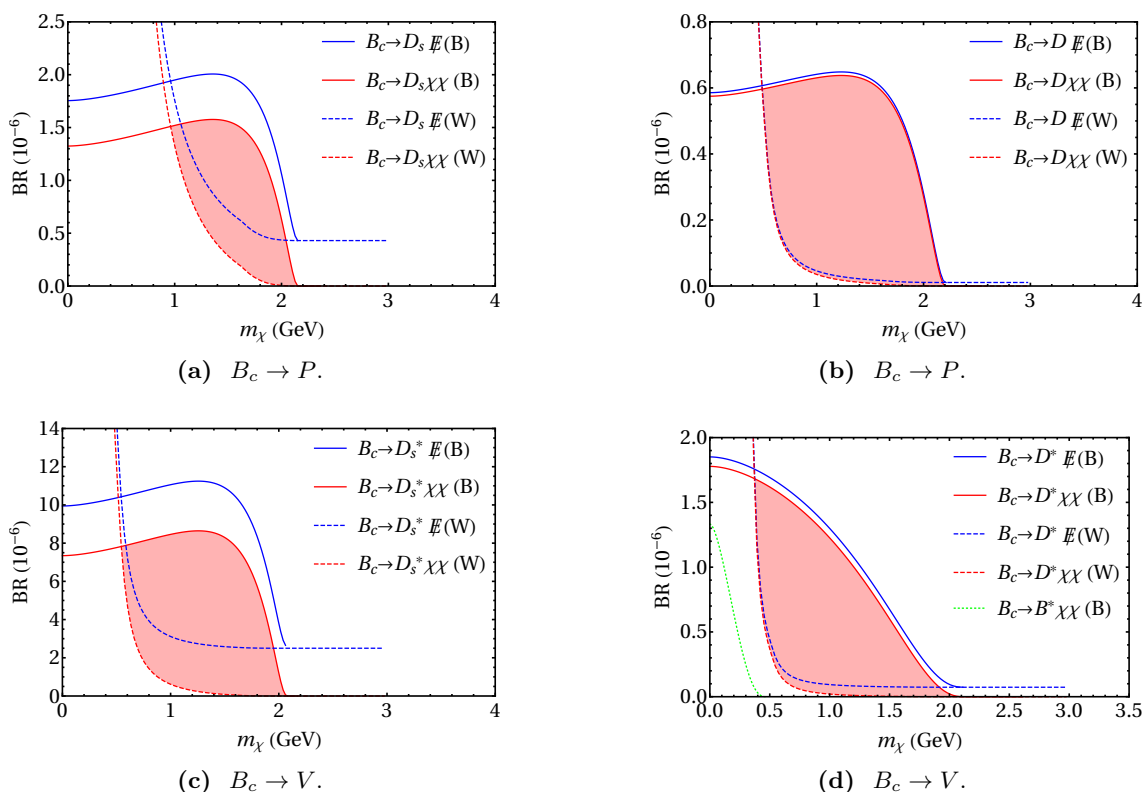 2.5
2.0
1.5
1.0
0.5
0.0
BR (10⁻⁶)
0 1 2 3 4
m_χ (GeV)
B_c→D_s E̸ (B)
B_c→D_s χχ (B)
B_c→D_s E̸ (W)
B_c→D_s χχ (W)
(a) B_c → P.
0.8
0.6
0.4
0.2
0.0
BR (10⁻⁶)
0 1 2 3 4
m_χ (GeV)
B_c→D E̸ (B)
B_c→D χχ (B)
B_c→D E̸ (W)
B_c→D χχ (W)
(b) B_c → P.
14
12
10
8
6
4
2
0
BR (10⁻⁶)
0 1 2 3 4
m_χ (GeV)
B_c→D_s* E̸ (B)
B_c→D_s* χχ (B)
B_c→D_s* E̸ (W)
B_c→D_s* χχ (W)
(c) B_c → V.
2.0
1.5
1.0
0.5
0.0
BR (10⁻⁶)
0.0 0.5 1.0 1.5 2.0 2.5 3.0 3.5
m_χ (GeV)
B_c→D* E̸ (B)
B_c→D* χχ (B)
B_c→D* E̸ (W)
B_c→D* χχ (W)
B_c→B* χχ (B)
(d) B_c → V.